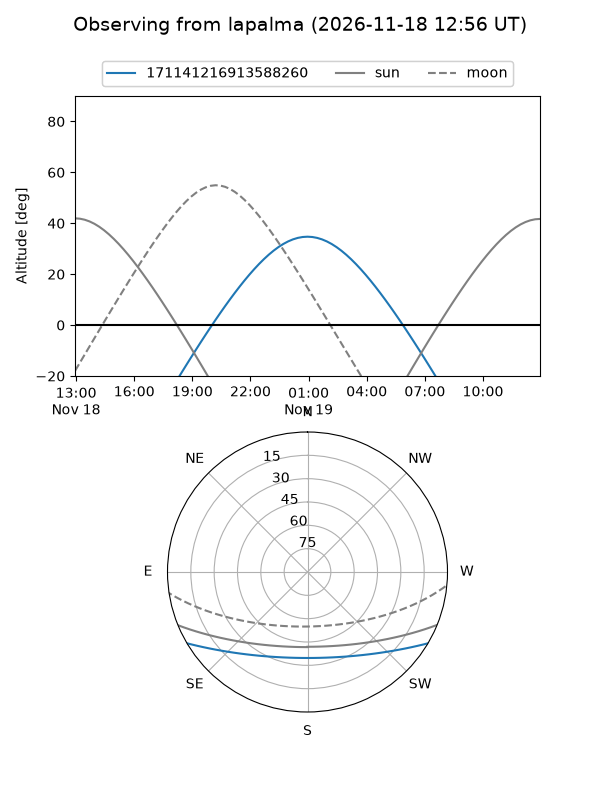 Observing from lapalma (2026-11-18 12:56 UT)
171141216913588260 sun moon
Altitude [deg]
80
60
40
20
0
−20
13:00 16:00 19:00 22:00 01:00 04:00 07:00 10:00
Nov 18 Nov 19
N
NE NW
15
30
45
60
75
E W
SE SW
S